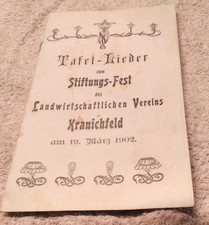 Tafel-Lieder
zum
Stiftungs-Fest
des
Landwirtschaftlichen Vereins
Kranichfeld
am 19. März 1902.